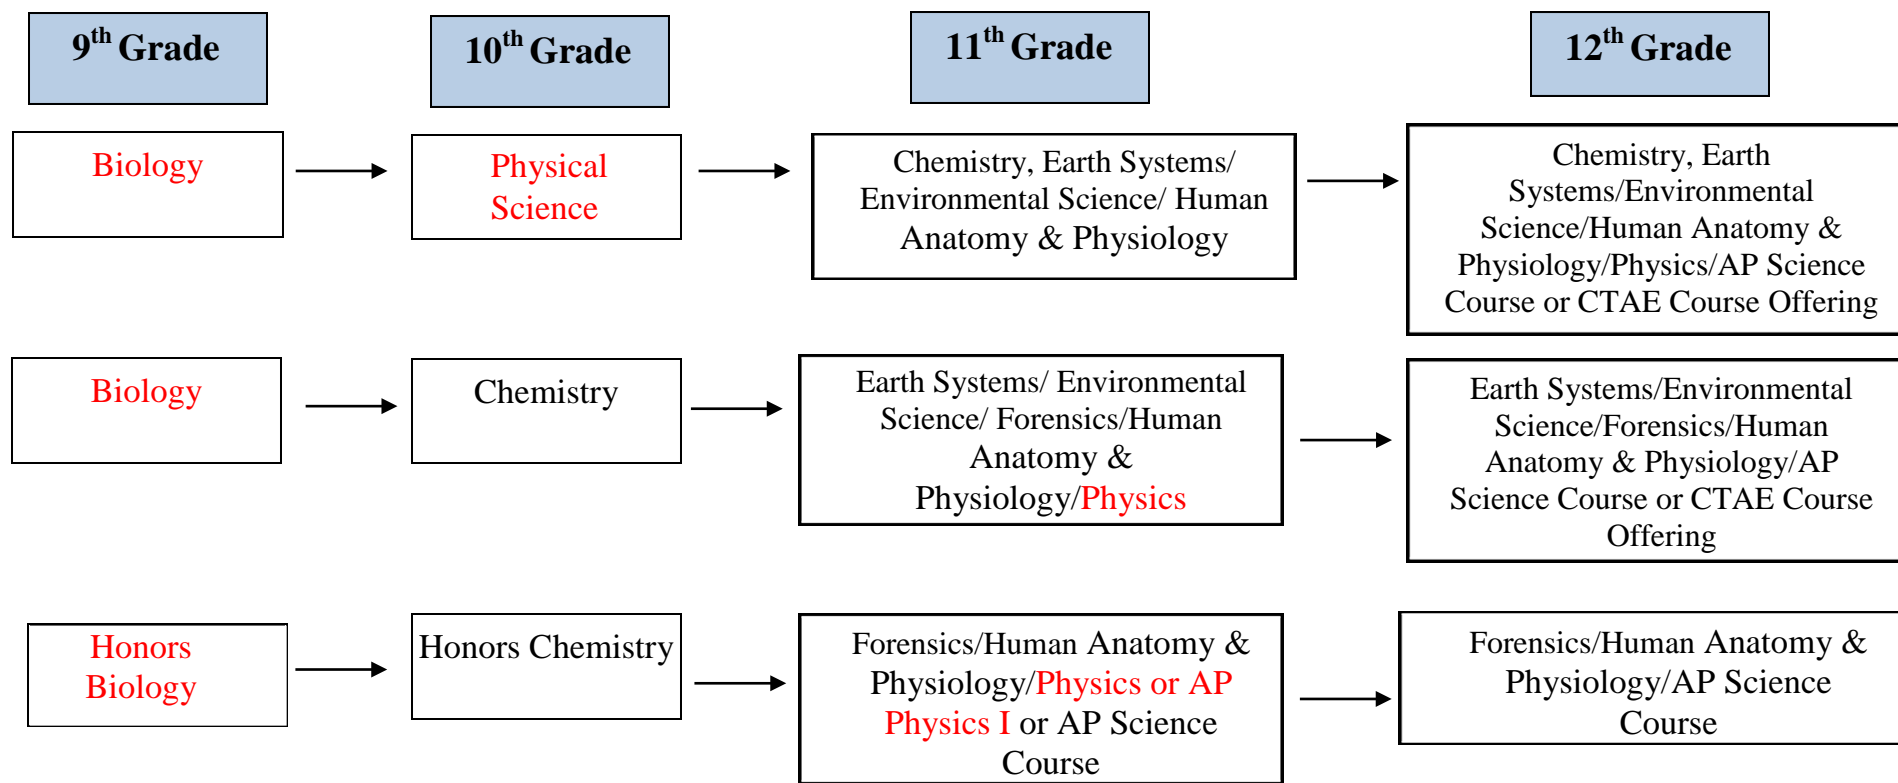 9th Grade
10th Grade
11th Grade
12th Grade
Biology
Physical
Science
Chemistry, Earth Systems/
Environmental Science/ Human
Anatomy & Physiology
Chemistry, Earth
Systems/Environmental
Science/Human Anatomy &
Physiology/Physics/AP Science
Course or CTAE Course Offering
Biology
Chemistry
Earth Systems/ Environmental
Science/ Forensics/Human
Anatomy &
Physiology/Physics
Earth Systems/Environmental
Science/Forensics/Human
Anatomy & Physiology/AP
Science Course or CTAE Course
Offering
Honors
Biology
Honors Chemistry
Forensics/Human Anatomy &
Physiology/Physics or AP
Physics I or AP Science
Course
Forensics/Human Anatomy &
Physiology/AP Science
Course